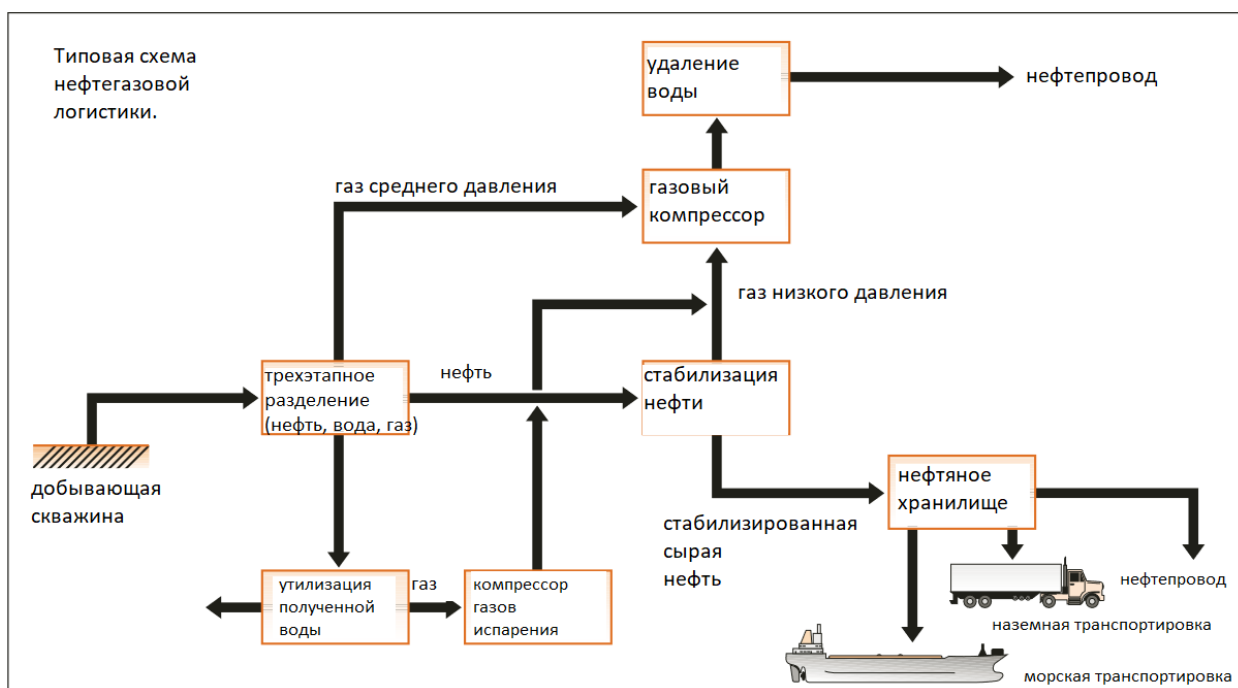 Типовая схема
нефтегазовой
логистики.
удаление
воды
нефтепровод
газ среднего давления
газовый
компрессор
газ низкого давления
трехэтапное
разделение
(нефть, вода, газ)
нефть
стабилизация
нефти
добывающая
скважина
нефтяное
хранилище
стабилизированная
сырая
нефть
утилизация
полученной
воды
газ
компрессор
газов
испарения
нефтепровод
наземная транспортировка
морская транспортировка